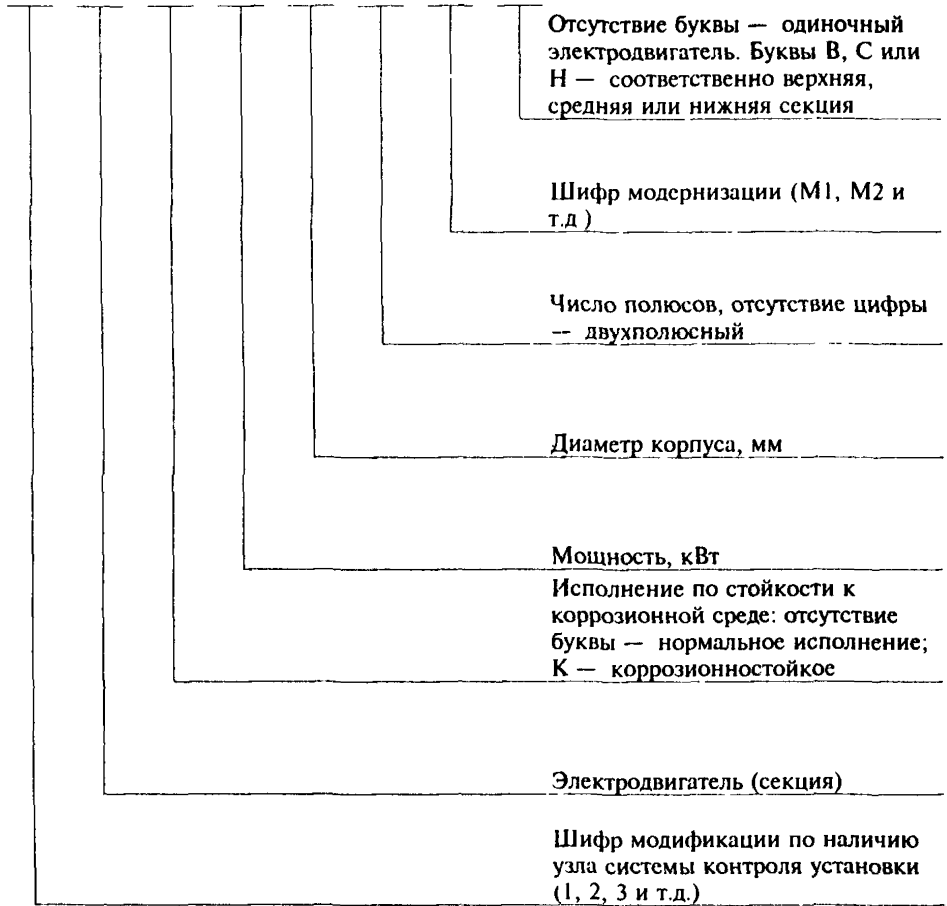 Отсутствие буквы — одиночный
электродвигатель. Буквы В, С или
Н — соответственно верхняя,
средняя или нижняя секция
Шифр модернизации (М1, М2 и
т.д )
Число полюсов, отсутствие цифры
— двухполюсный
Диаметр корпуса, мм
Мощность, кВт
Исполнение по стойкости к
коррозионной среде: отсутствие
буквы — нормальное исполнение;
К — коррозионностойкое
Электродвигатель (секция)
Шифр модификации по наличию
узла системы контроля установки
(1, 2, 3 и т.д.)